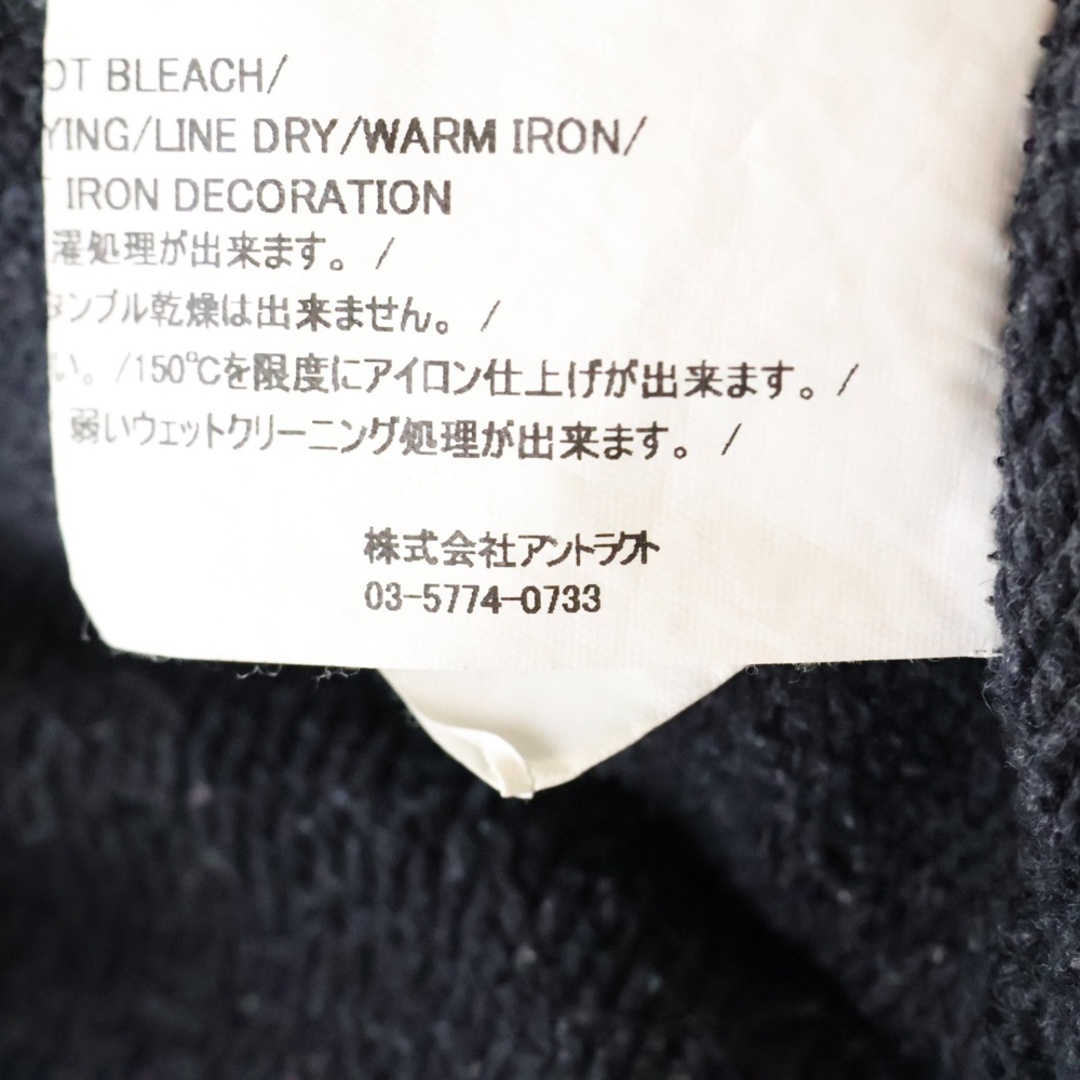 OT BLEACH/
YING/LINE DRY/WARM IRON/
IRON DECORATION
濯処理が出来ます。 /
タンブル乾燥は出来ません。 /
い。/150℃を限度にアイロン仕上げが出来ます。 /
弱いウェットクリーニング処理が出来ます。 /
株式会社アントラクト
03-5774-0733